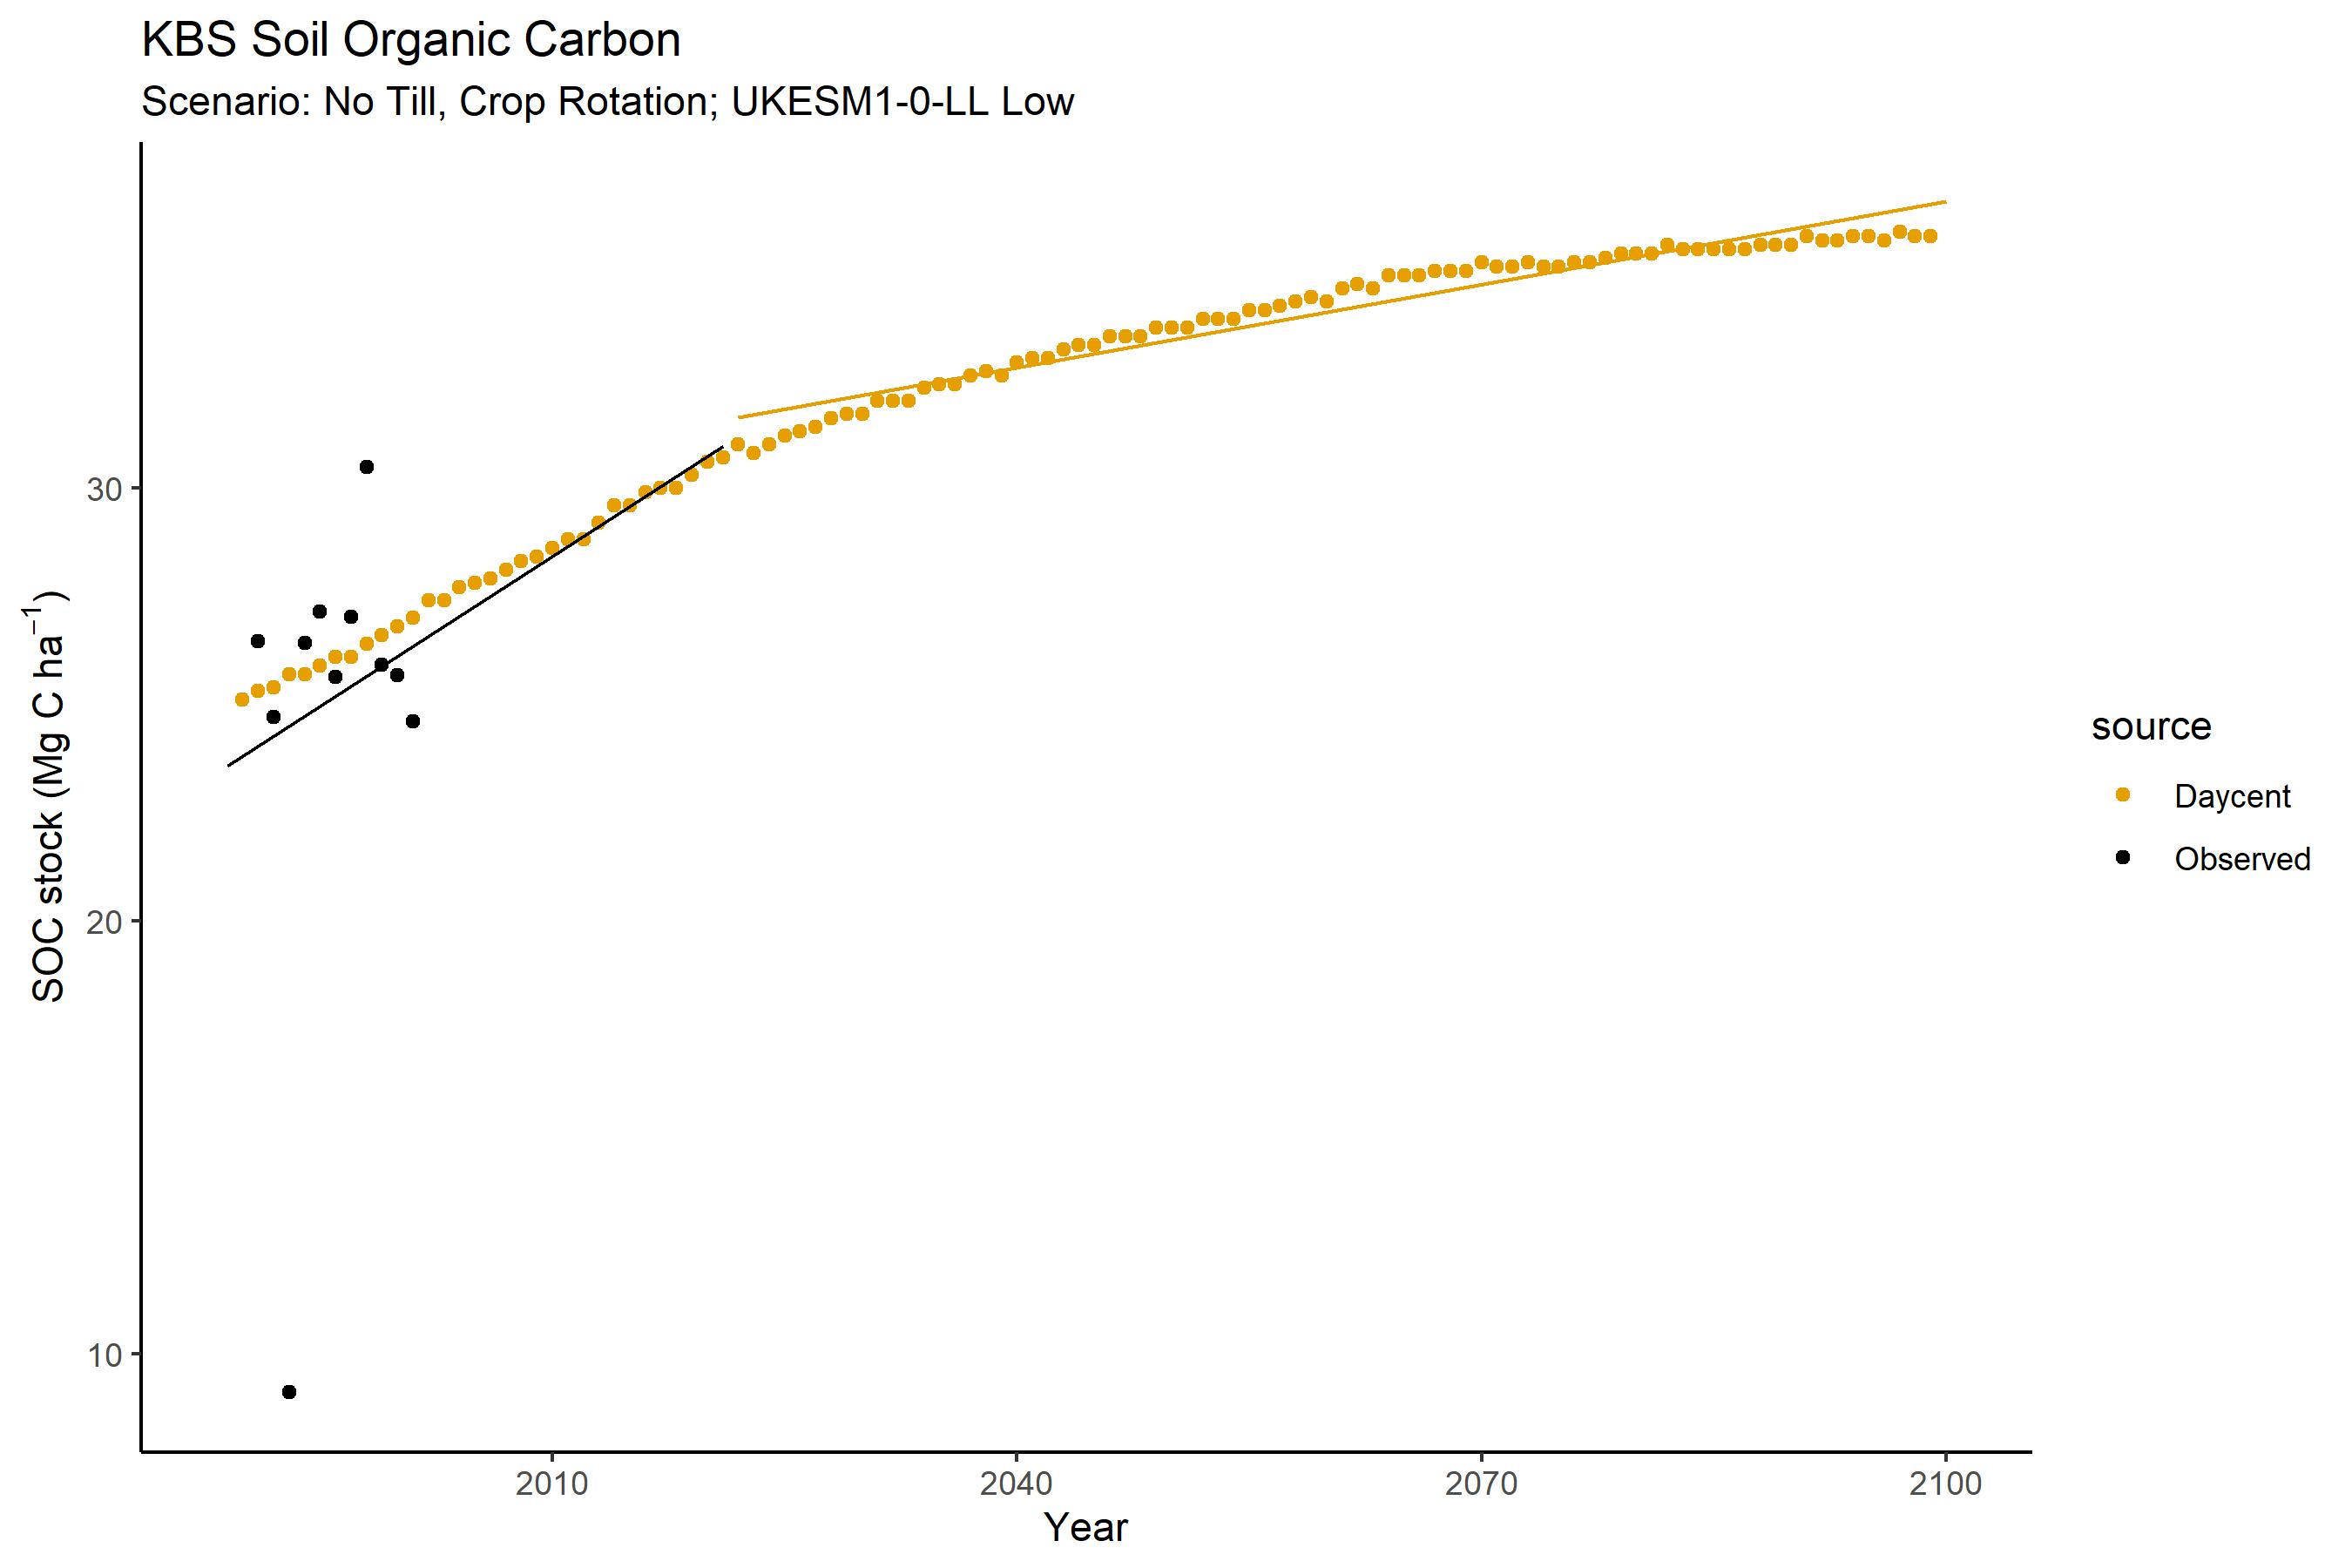 KBS Soil Organic Carbon
Scenario: No Till, Crop Rotation; UKESM1-0-LL Low
SOC stock (Mg C ha⁻¹)
30
20
10
2010
2040
2070
2100
Year
source
Daycent
Observed